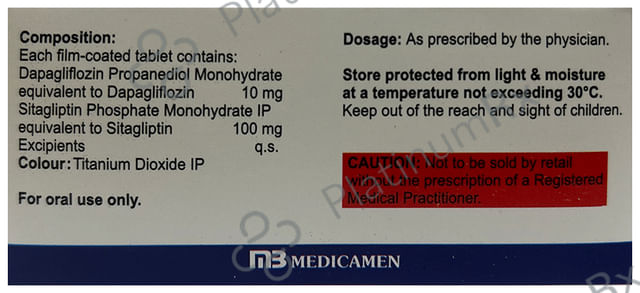 Composition:
Each film-coated tablet contains:
Dapagliflozin Propanediol Monohydrate
equivalent to Dapagliflozin 10 mg
Sitagliptin Phosphate Monohydrate IP
equivalent to Sitagliptin 100 mg
Excipients q.s.
Colour: Titanium Dioxide IP
For oral use only.
Dosage: As prescribed by the physician.
Store protected from light & moisture
at a temperature not exceeding 30°C.
Keep out of the reach and sight of children.
CAUTION: Not to be sold by retail
without the prescription of a Registered
Medical Practitioner.
MB MEDICAMEN
PlatinumRx